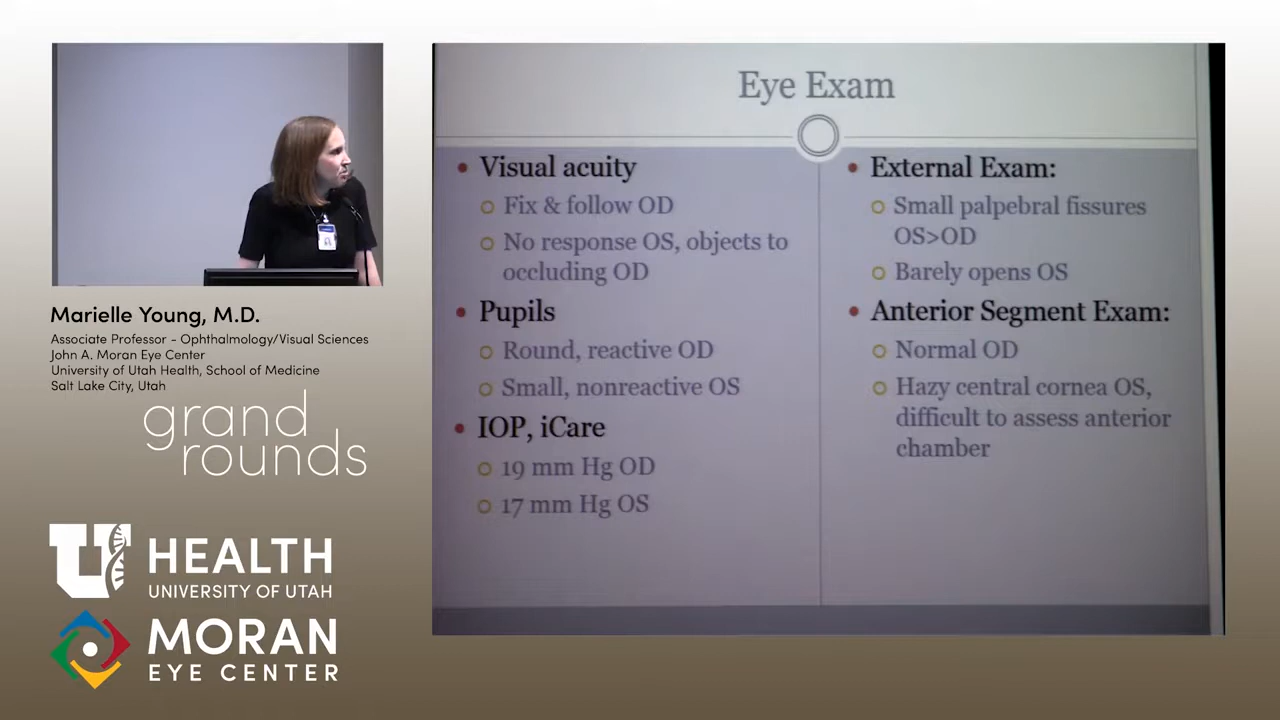 Marielle Young, M.D.
Associate Professor - Ophthalmology/Visual Sciences
John A. Moran Eye Center
University of Utah Health, School of Medicine
Salt Lake City, Utah
grand
rounds
U
HEALTH
UNIVERSITY OF UTAH
MORAN
EYE CENTER
Eye Exam
Visual acuity
Fix & follow OD
No response OS, objects to
occluding OD
Pupils
Round, reactive OD
Small, nonreactive OS
IOP, iCare
19 mm Hg OD
17 mm Hg OS
External Exam:
Small palpebral fissures
OS>OD
Barely opens OS
Anterior Segment Exam:
Normal OD
Hazy central cornea OS,
difficult to assess anterior
chamber